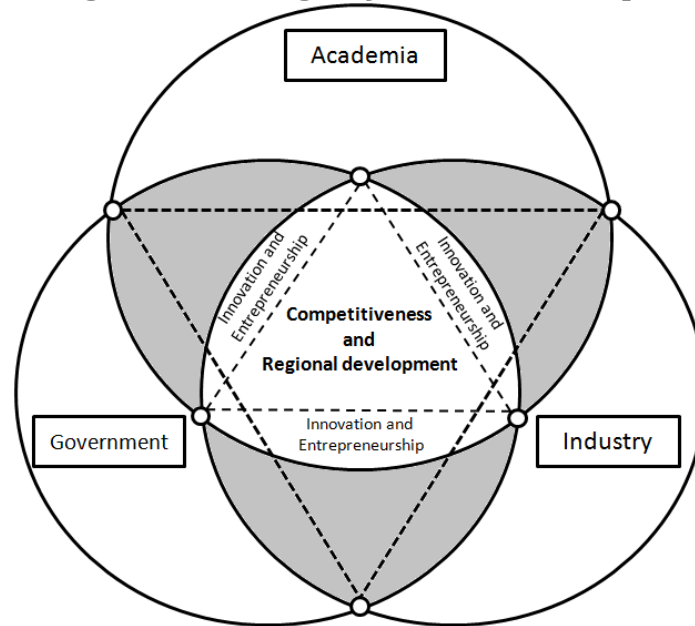 Academia
Innovation and
Entrepreneurship
Innovation and
Entrepreneurship
Competitiveness
and
Regional development
Government
Innovation and
Entrepreneurship
Industry